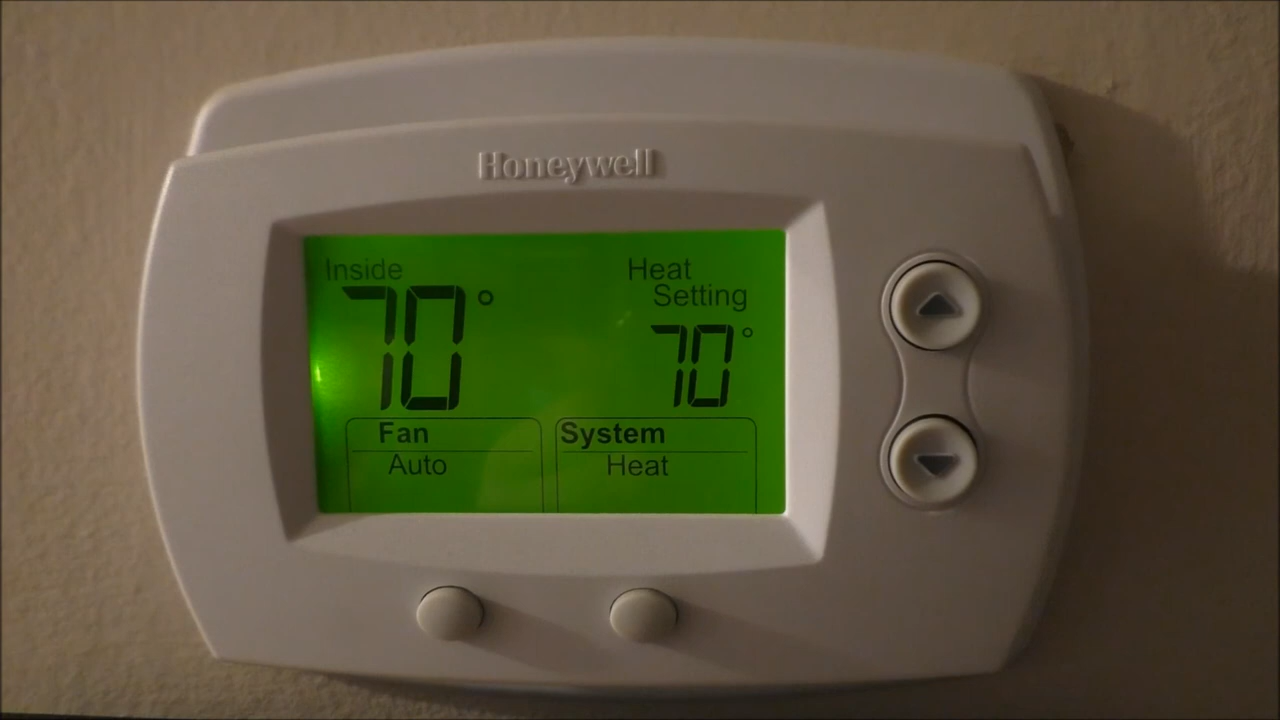 Honeywell
Inside
70°
Heat
Setting
70°
Fan
Auto
System
Heat